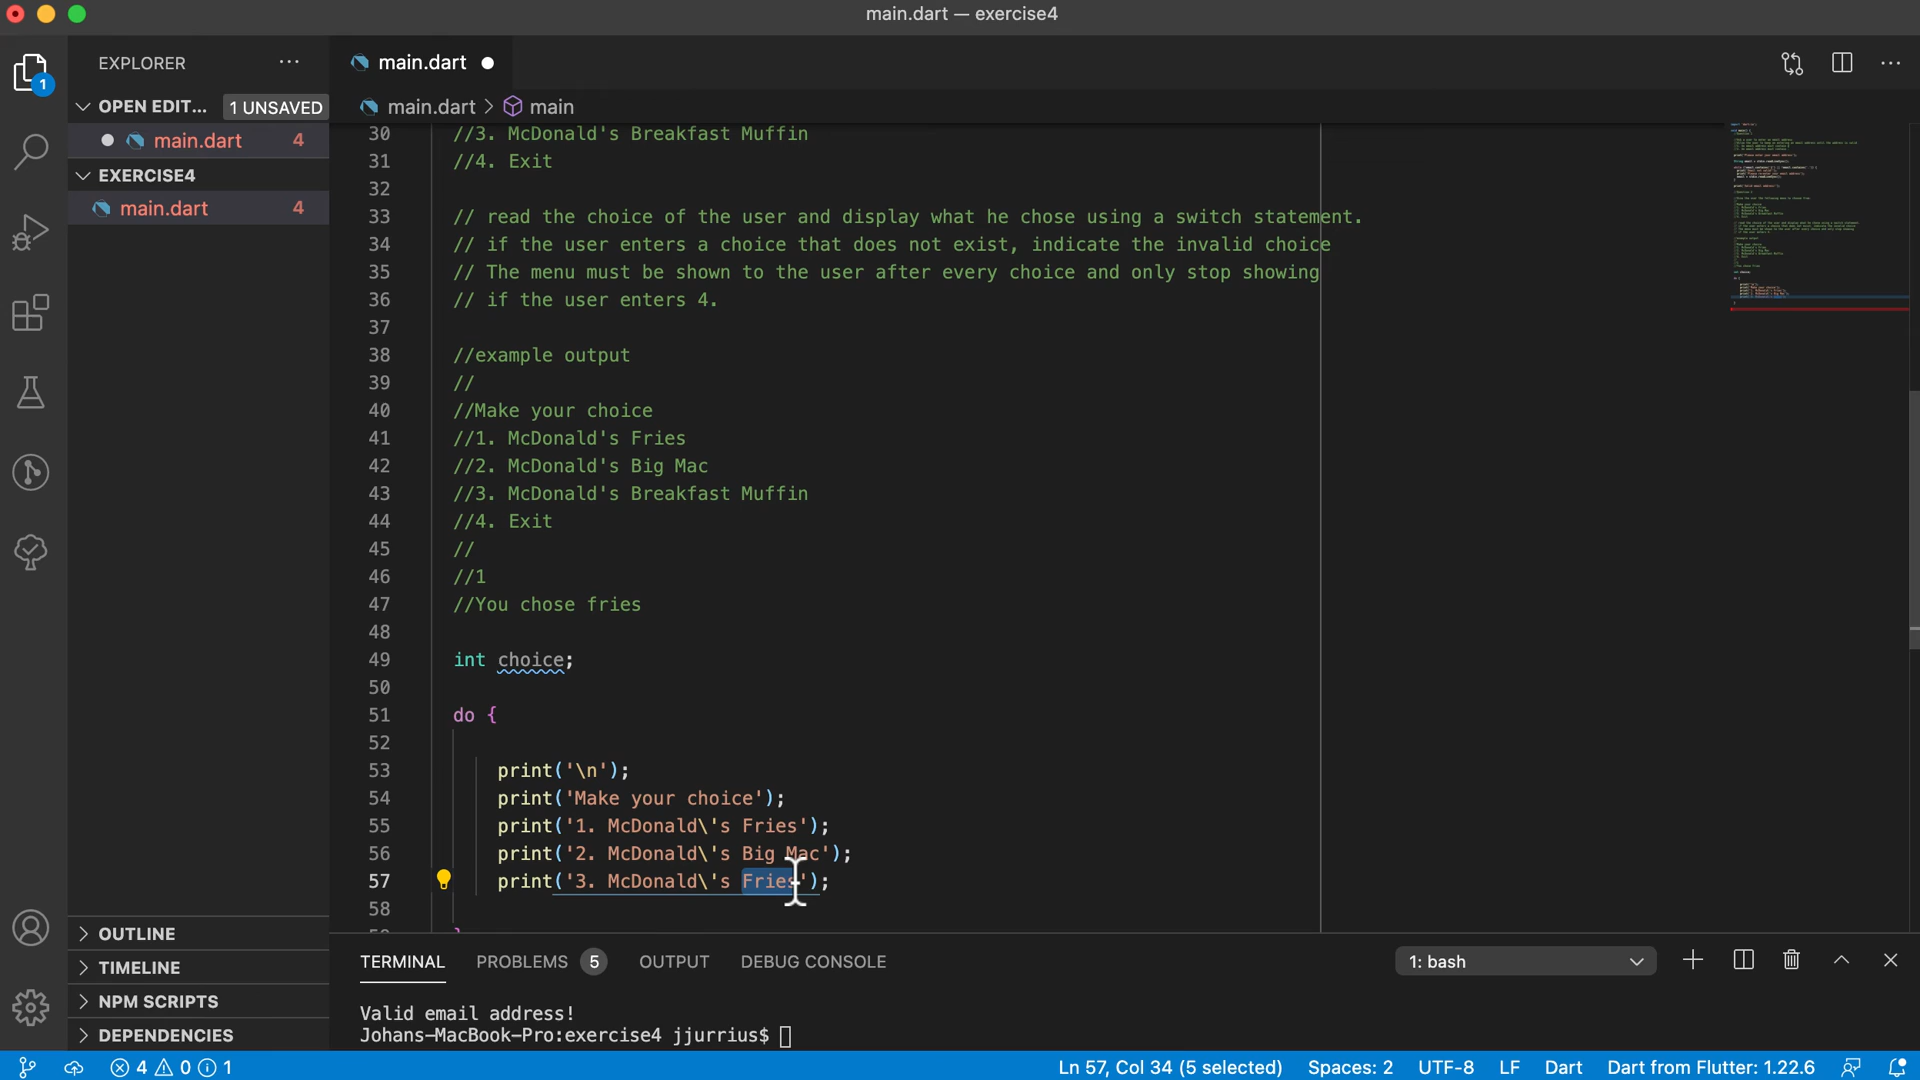 main.dart — exercise4
EXPLORER
main.dart
1
OPEN EDIT... 1 UNSAVED
main.dart > main
main.dart 4
EXERCISE4
main.dart 4
30 //3. McDonald's Breakfast Muffin
31 //4. Exit
32
33 // read the choice of the user and display what he chose using a switch statement.
34 // if the user enters a choice that does not exist, indicate the invalid choice
35 // The menu must be shown to the user after every choice and only stop showing
36 // if the user enters 4.
37
38 //example output
39 //
40 //Make your choice
41 //1. McDonald's Fries
42 //2. McDonald's Big Mac
43 //3. McDonald's Breakfast Muffin
44 //4. Exit
45 //
46 //1
47 //You chose fries
48
49 int choice;
50
51 do {
52
53 print('\n');
54 print('Make your choice');
55 print('1. McDonald\'s Fries');
56 print('2. McDonald\'s Big Mac');
57 print('3. McDonald\'s Fries');
58
OUTLINE
TIMELINE
NPM SCRIPTS
DEPENDENCIES
TERMINAL PROBLEMS 5 OUTPUT DEBUG CONSOLE 1: bash
Valid email address!
Johans-MacBook-Pro:exercise4 jjurrius$
4 0 1 Ln 57, Col 34 (5 selected) Spaces: 2 UTF-8 LF Dart Dart from Flutter: 1.22.6